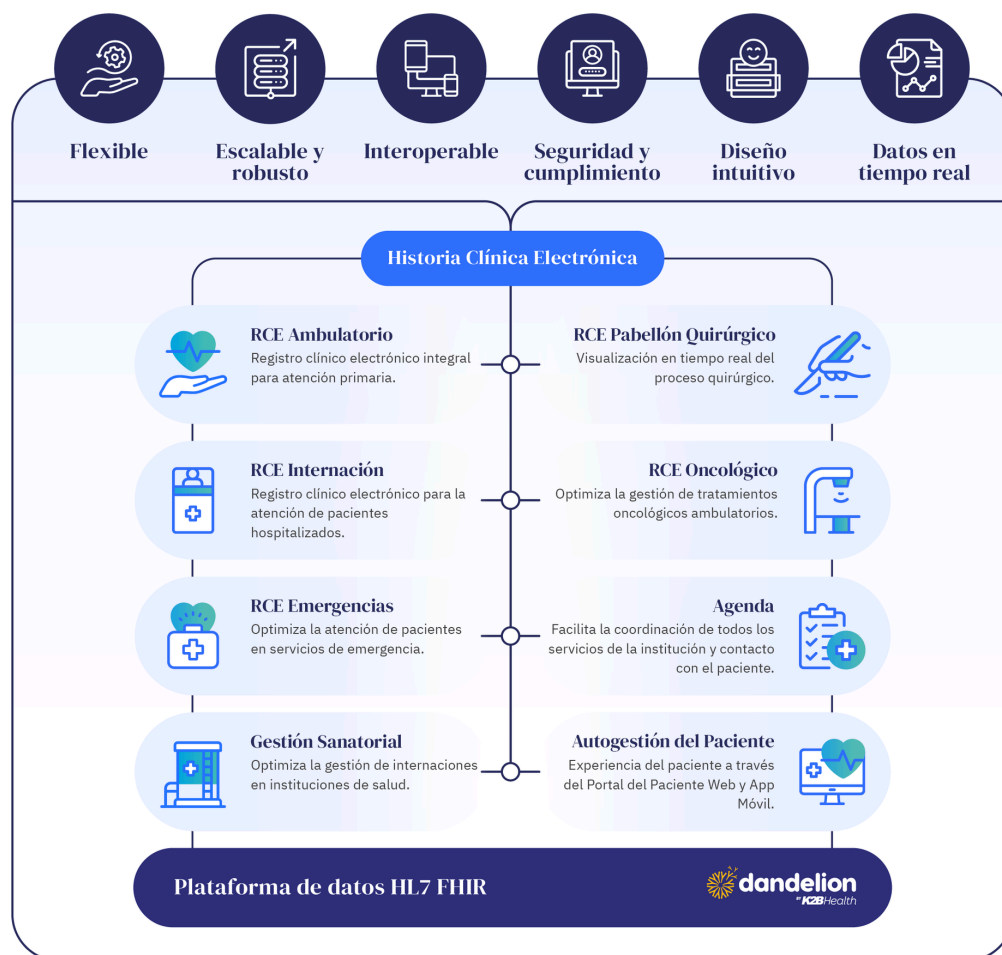 Flexible
Escalable y
robusto
Interoperable
Seguridad y
cumplimiento
Diseño
intuitivo
Datos en
tiempo real
Historia Clínica Electrónica
RCE Ambulatorio
Registro clínico electrónico integral
para atención primaria.
RCE Pabellón Quirúrgico
Visualización en tiempo real del
proceso quirúrgico.
RCE Internación
Registro clínico electrónico para la
atención de pacientes
hospitalizados.
RCE Oncológico
Optimiza la gestión de tratamientos
oncológicos ambulatorios.
RCE Emergencias
Optimiza la atención de pacientes
en servicios de emergencia.
Agenda
Facilita la coordinación de todos los
servicios de la institución y contacto
con el paciente.
Gestión Sanatorial
Optimiza la gestión de internaciones
en instituciones de salud.
Autogestión del Paciente
Experiencia del paciente a través
del Portal del Paciente Web y App
Móvil.
Plataforma de datos HL7 FHIR
dandelion
BY K2BHealth